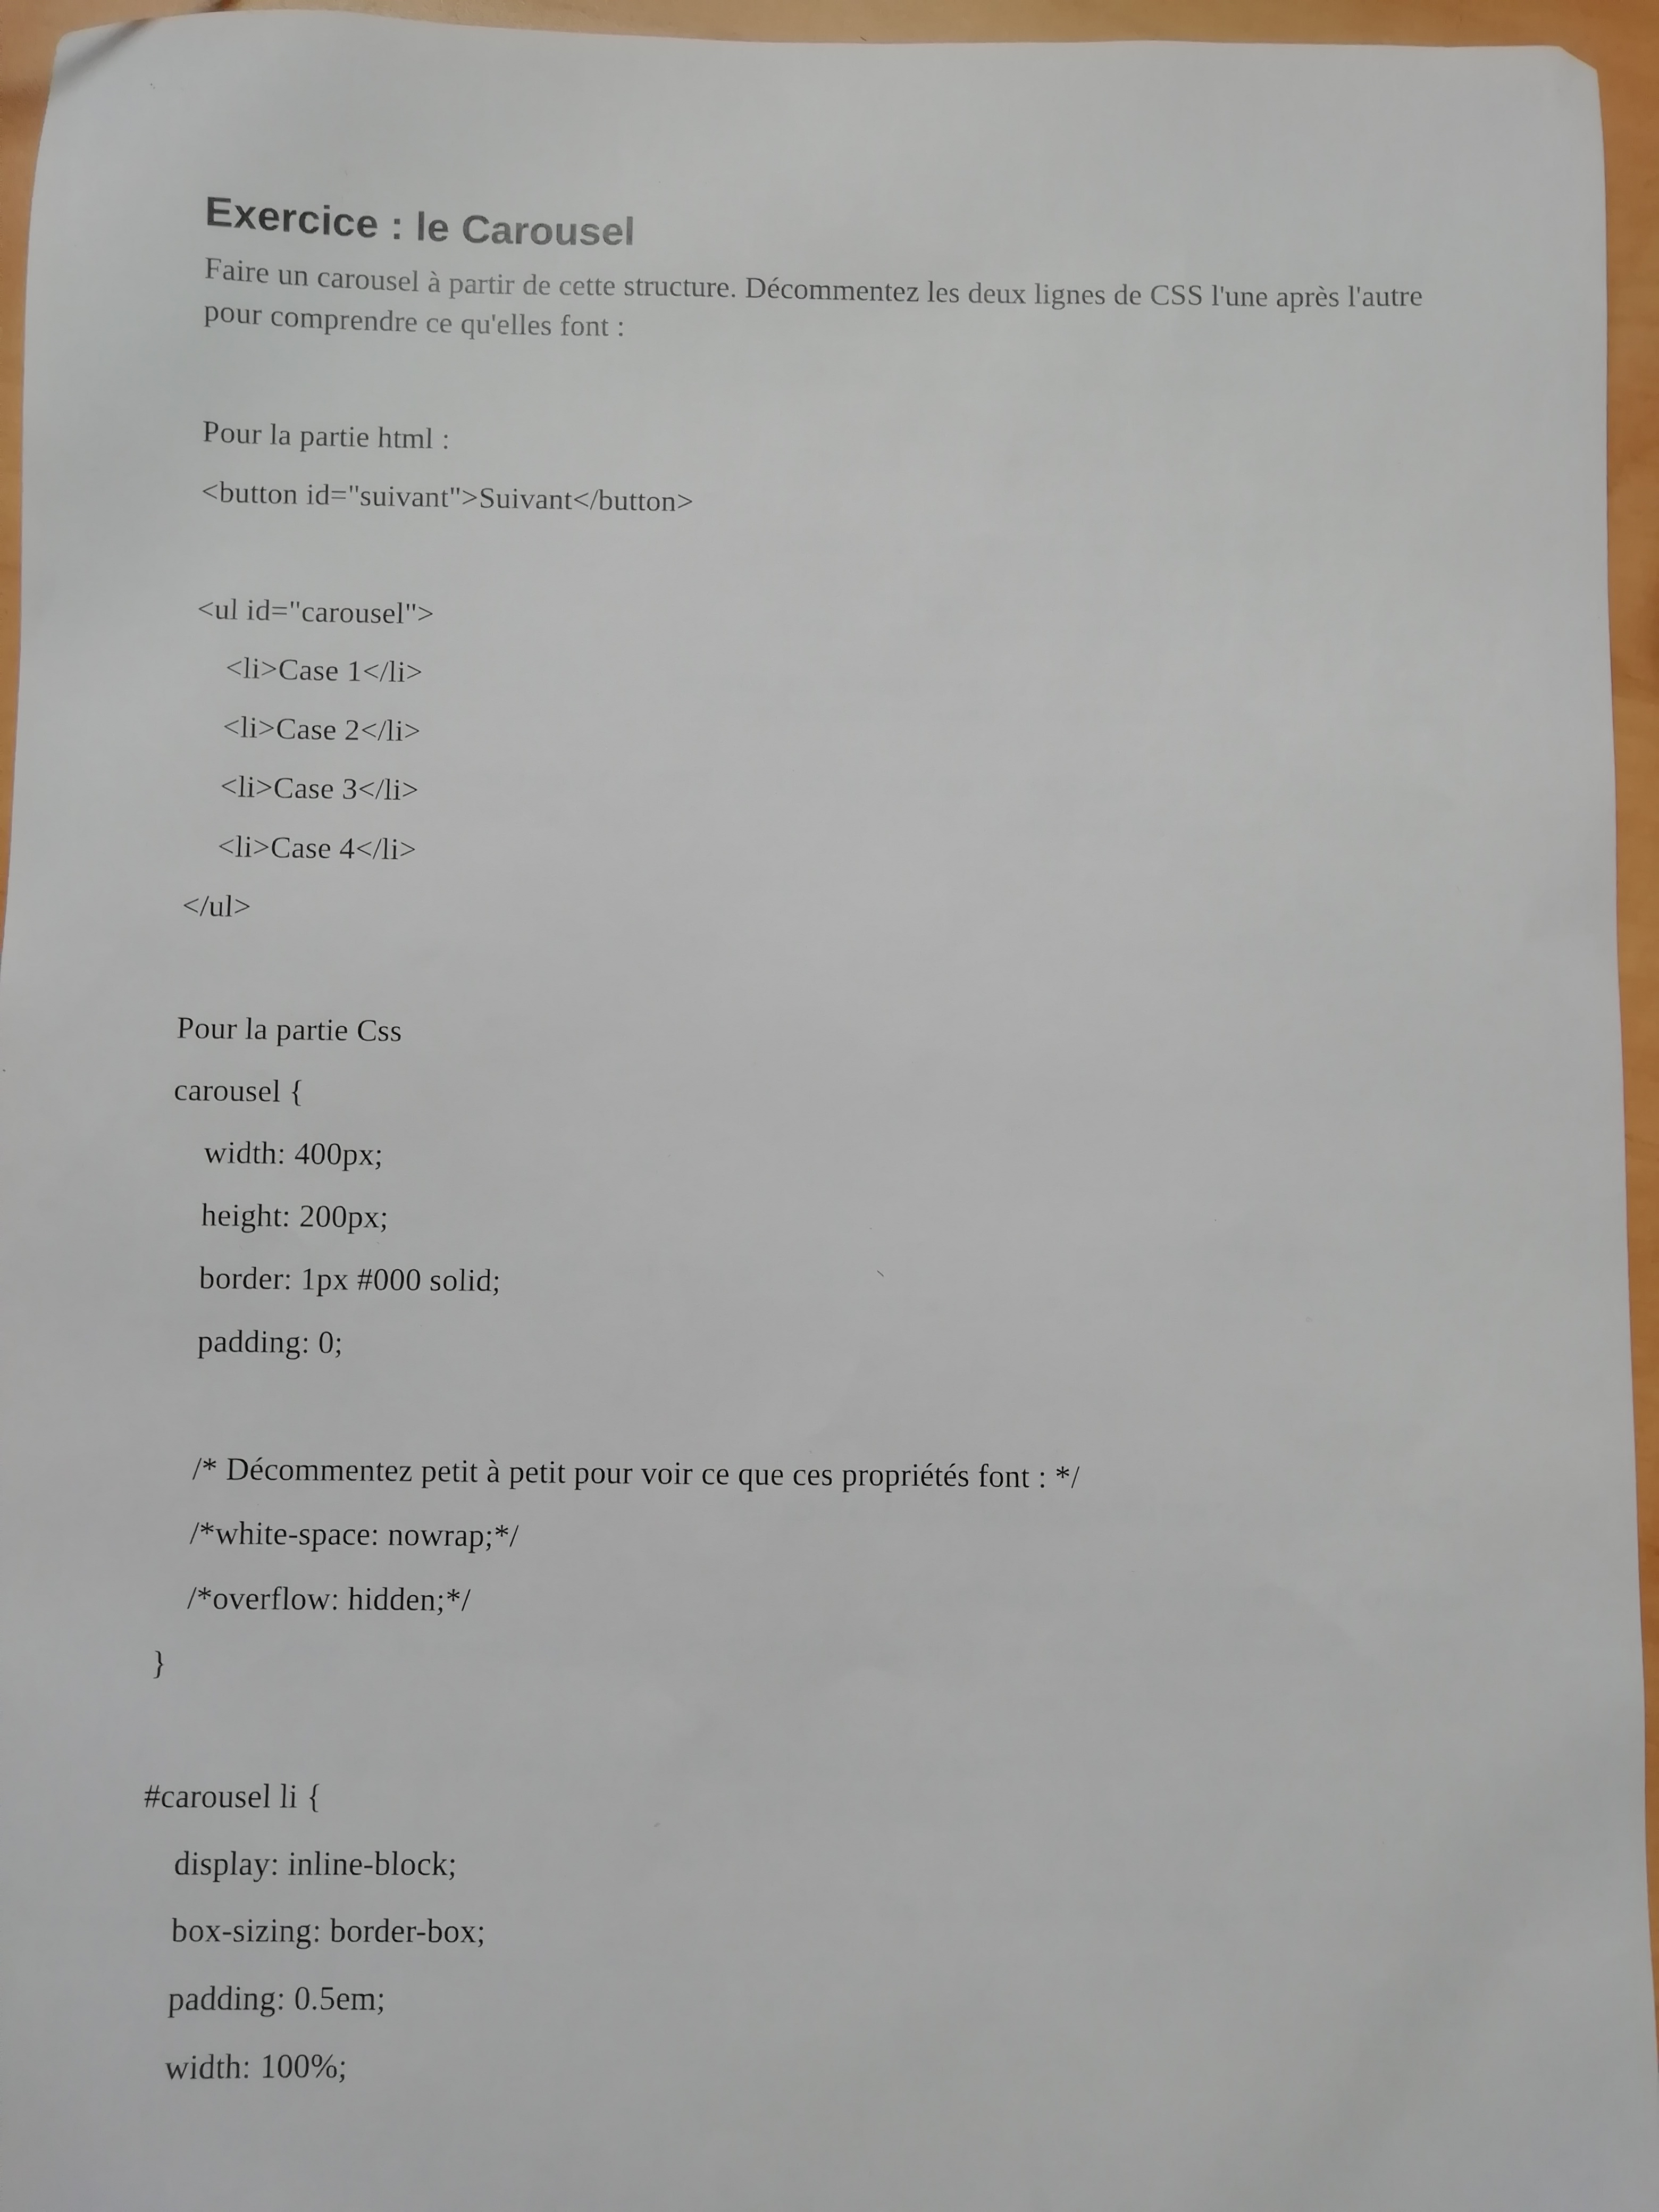 Exercice : le Carousel
Faire un carousel à partir de cette structure. Décommentez les deux lignes de CSS l'une après l'autre
pour comprendre ce qu'elles font :
Pour la partie html :
<button id="suivant">Suivant</button>
<ul id="carousel">
<li>Case 1</li>
<li>Case 2</li>
<li>Case 3</li>
<li>Case 4</li>
</ul>
Pour la partie Css
carousel {
width: 400px;
height: 200px;
border: 1px #000 solid;
padding: 0;
/* Décommentez petit à petit pour voir ce que ces propriétés font : */
/*white-space: nowrap;*/
/*overflow: hidden;*/
}
#carousel li {
display: inline-block;
box-sizing: border-box;
padding: 0.5em;
width: 100%;